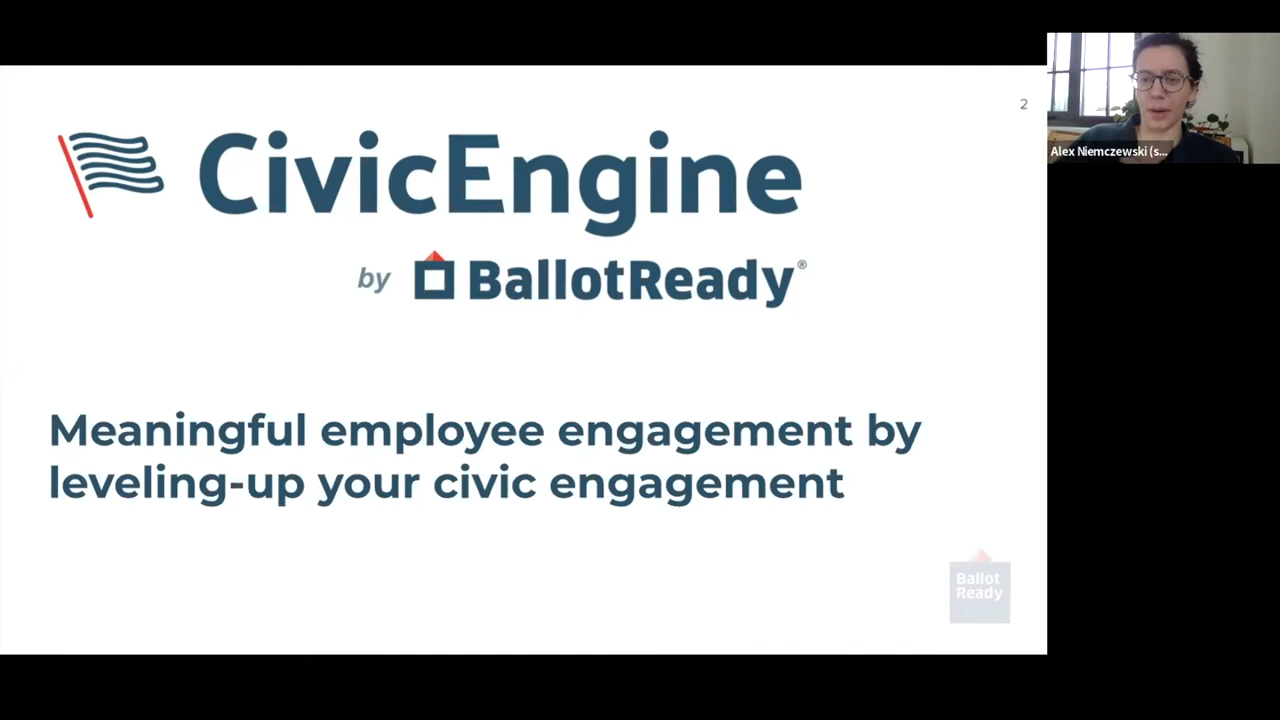 2
CivicEngine
by BallotReady®
Meaningful employee engagement by
leveling-up your civic engagement
Ballot
Ready
Alex Niemczewski (s...